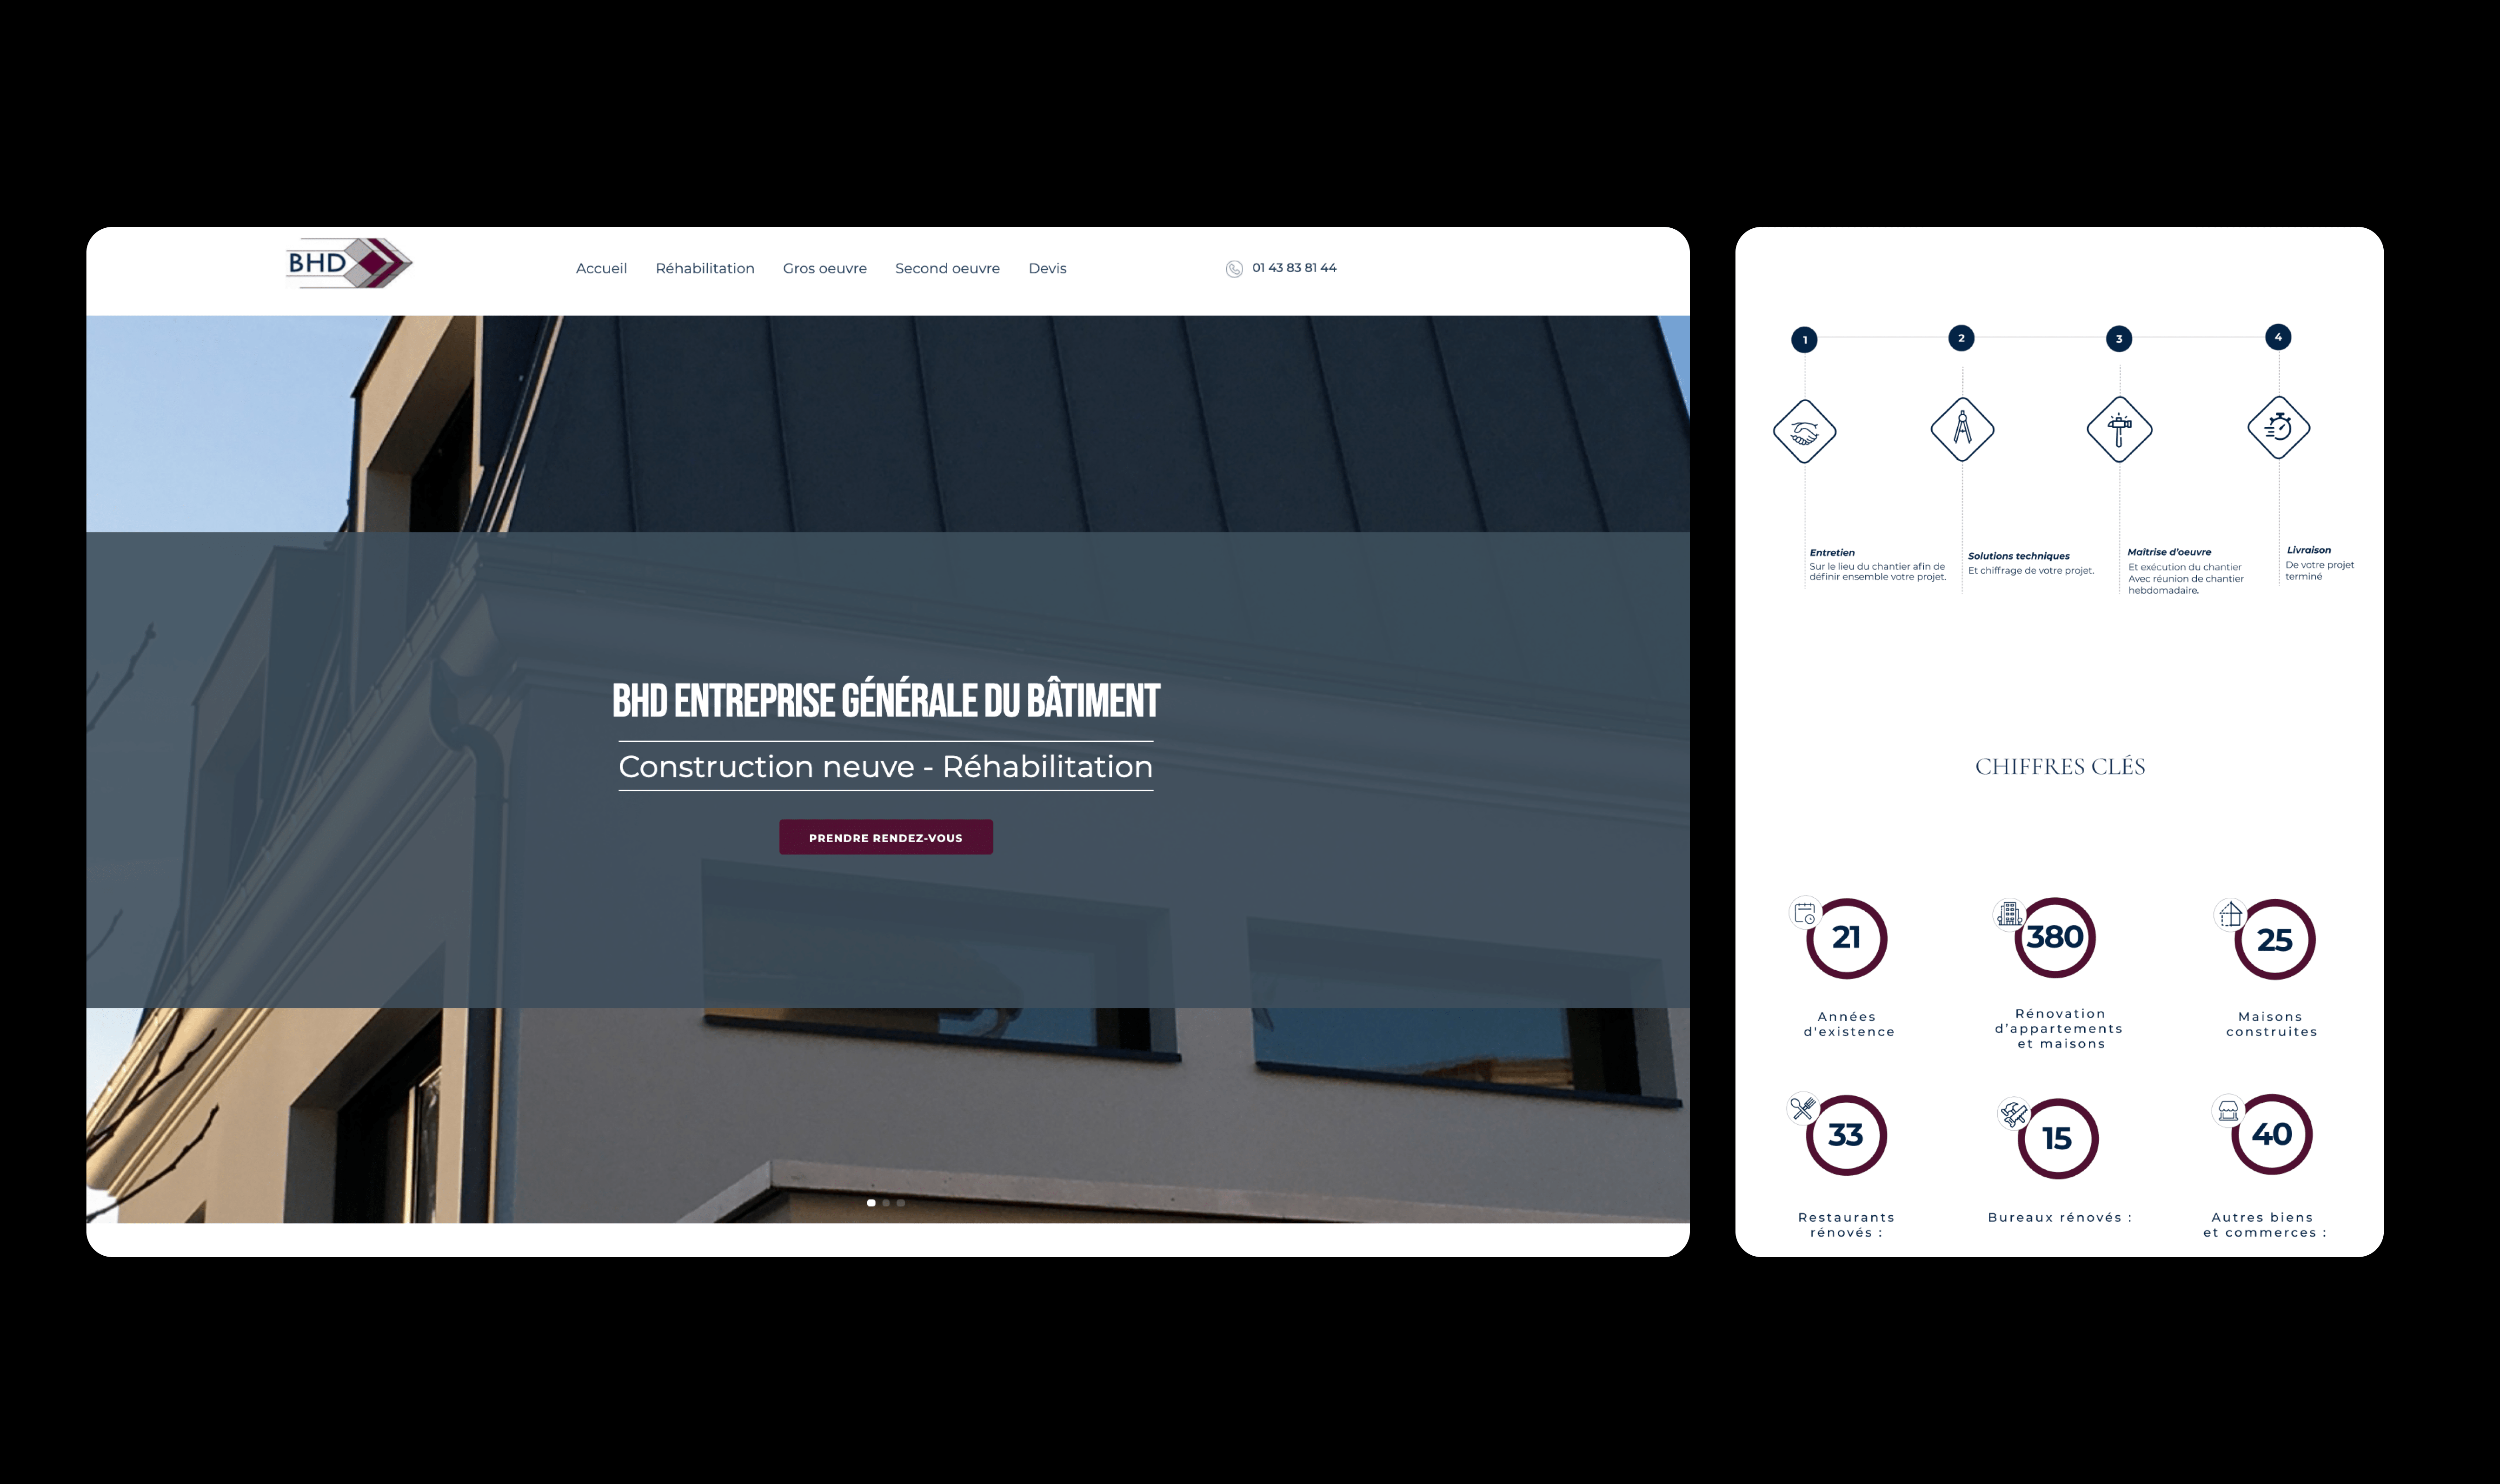 BHD
Accueil
Réhabilitation
Gros oeuvre
Second oeuvre
Devis
01 43 83 81 44
BHD ENTREPRISE GÉNÉRALE DU BÂTIMENT
Construction neuve - Réhabilitation
PRENDRE RENDEZ-VOUS
1
2
3
4
Entretien
Sur le lieu du chantier afin de
définir ensemble votre projet.
Solutions techniques
Et chiffrage de votre projet.
Maîtrise d'oeuvre
Et exécution du chantier
Avec réunion de chantier
hebdomadaire.
Livraison
De votre projet
terminé
CHIFFRES CLÉS
21
Années
d'existence
380
Rénovation
d'appartements
et maisons
25
Maisons
construites
33
Restaurants
rénovés :
15
Bureaux rénovés :
40
Autres biens
et commerces :